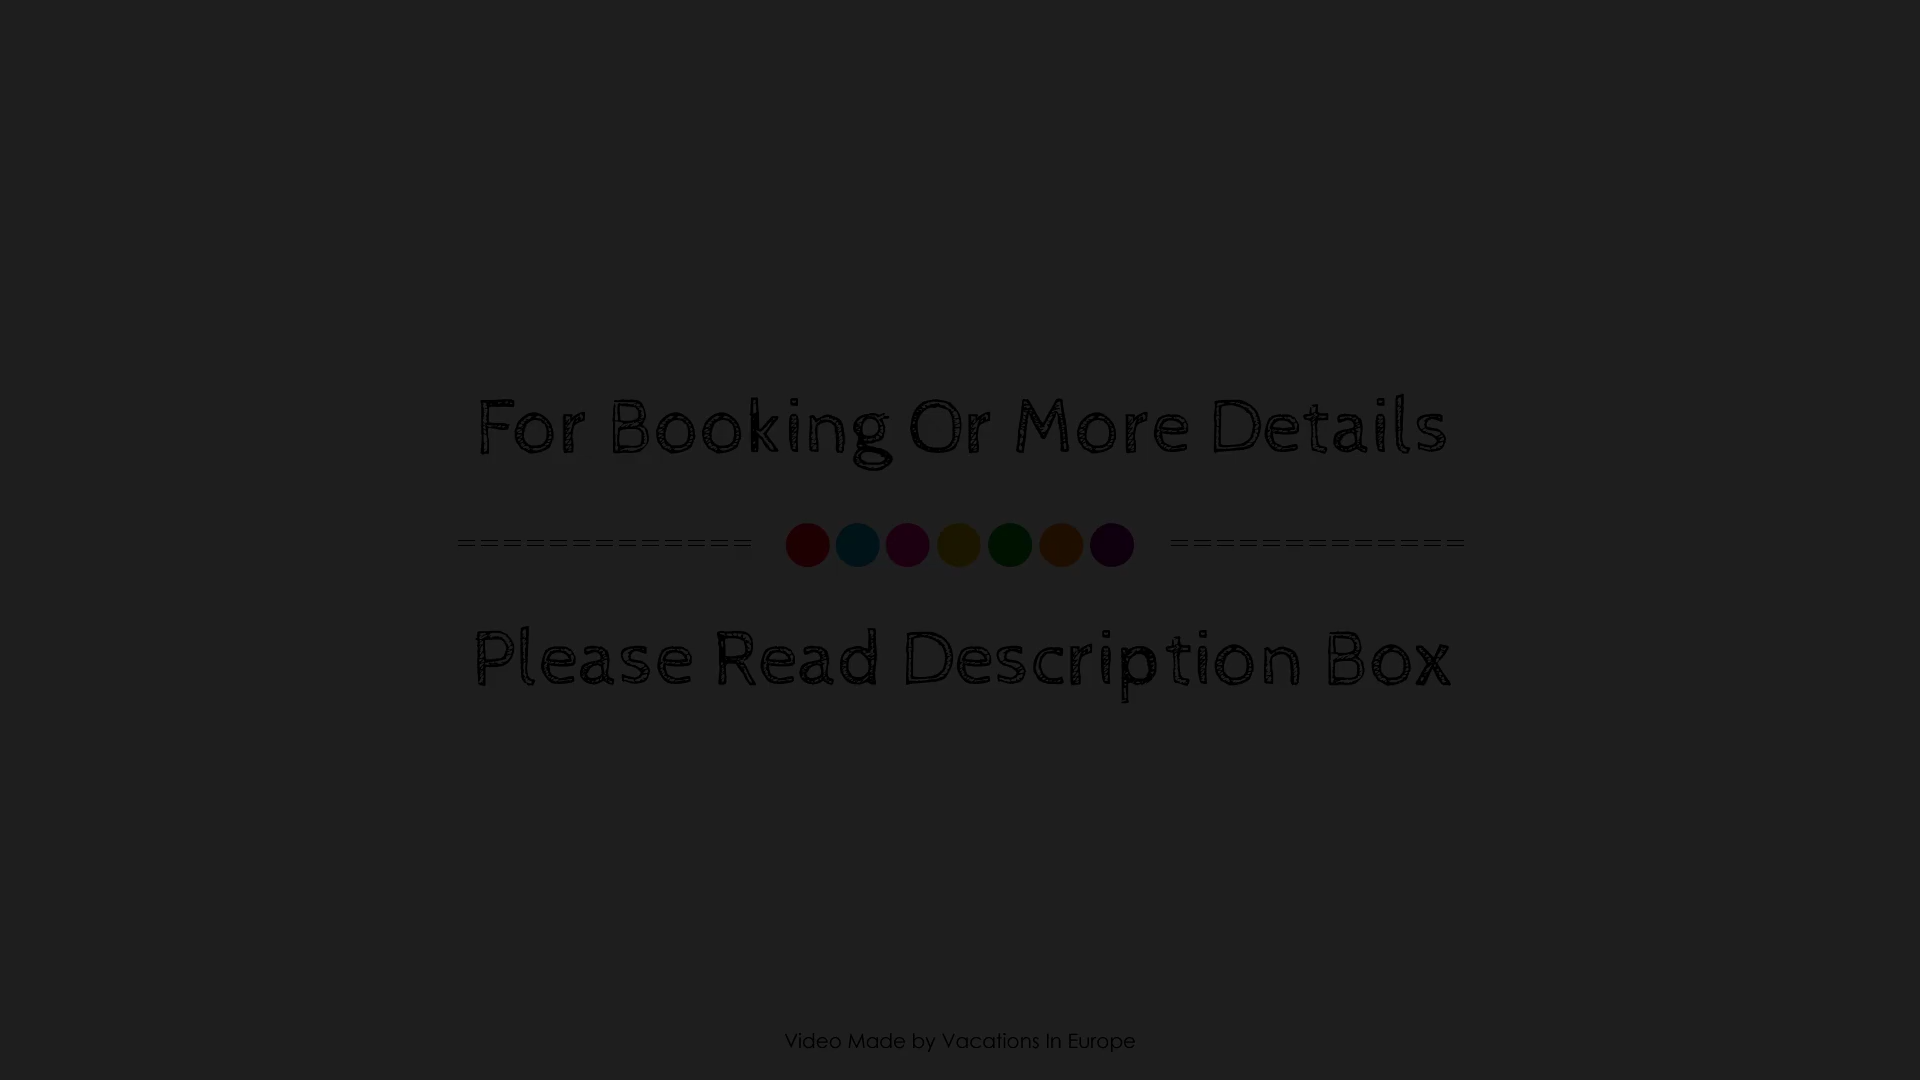 For Booking Or More Details
============= =============
Please Read Description Box
Video Made by Vacations In Europe